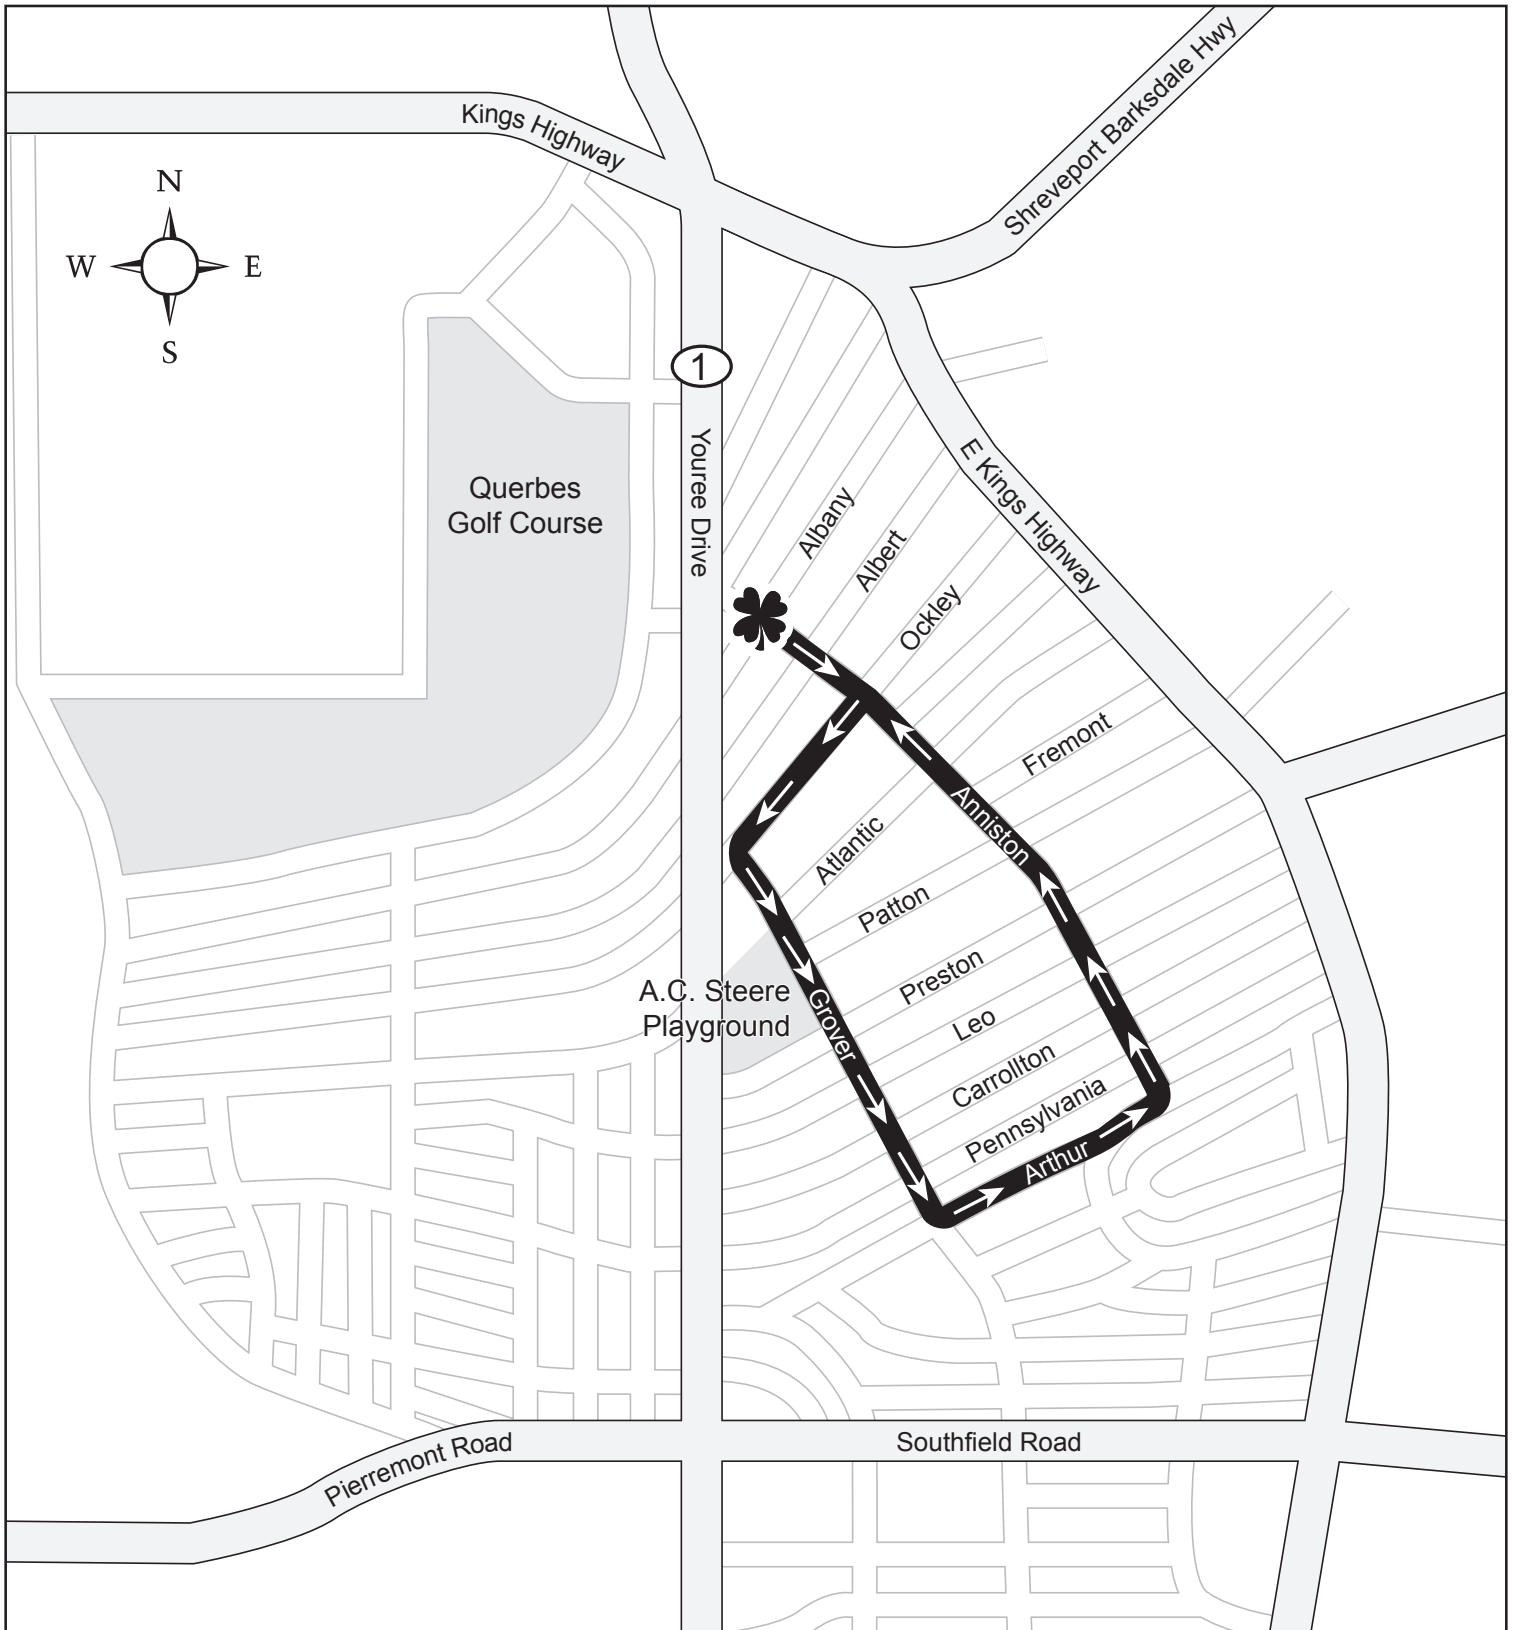 Shreveport Barksdale Hwy
Kings Highway
N
W
E
S
1
Youree Drive
E Kings Highway
Querbes
Golf Course
Albany
Albert
Ockley
Fremont
Anniston
Atlantic
Patton
Preston
A.C. Steere
Playground
Grover
Leo
Carrollton
Pennsylvania
Arthur
Pierremont Road
Southfield Road